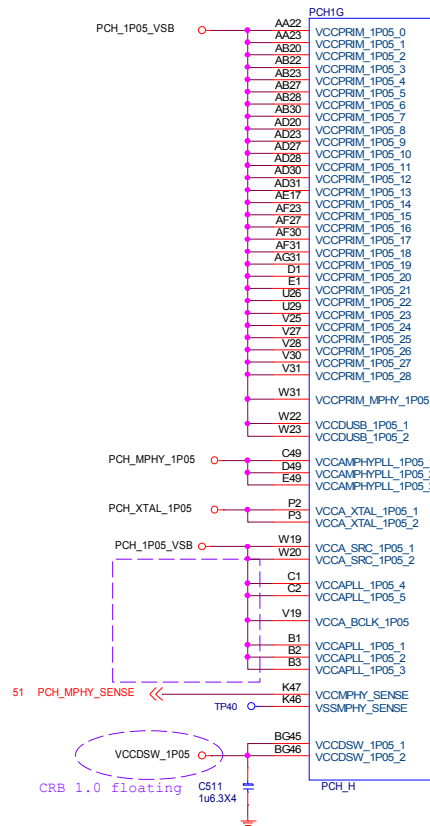 PCH1G
PCH_1P05_VSB
AA22 VCCPRIM_1P05_0
AA23 VCCPRIM_1P05_1
AB20 VCCPRIM_1P05_2
AB22 VCCPRIM_1P05_3
AB23 VCCPRIM_1P05_4
AB27 VCCPRIM_1P05_5
AB28 VCCPRIM_1P05_6
AB30 VCCPRIM_1P05_7
AD20 VCCPRIM_1P05_8
AD23 VCCPRIM_1P05_9
AD27 VCCPRIM_1P05_10
AD28 VCCPRIM_1P05_11
AD30 VCCPRIM_1P05_12
AD31 VCCPRIM_1P05_13
AE17 VCCPRIM_1P05_14
AF23 VCCPRIM_1P05_15
AF27 VCCPRIM_1P05_16
AF30 VCCPRIM_1P05_17
AF31 VCCPRIM_1P05_18
AG31 VCCPRIM_1P05_19
D1 VCCPRIM_1P05_20
E1 VCCPRIM_1P05_21
U26 VCCPRIM_1P05_22
U29 VCCPRIM_1P05_23
V25 VCCPRIM_1P05_24
V27 VCCPRIM_1P05_25
V28 VCCPRIM_1P05_26
V30 VCCPRIM_1P05_27
V31 VCCPRIM_1P05_28
W31 VCCPRIM_MPHY_1P05
W22 VCCDUSB_1P05_1
W23 VCCDUSB_1P05_2
PCH_MPHY_1P05
C49 VCCAMPHYPLL_1P05_
D49 VCCAMPHYPLL_1P05_
E49 VCCAMPHYPLL_1P05_
PCH_XTAL_1P05
P2 VCCA_XTAL_1P05_1
P3 VCCA_XTAL_1P05_2
PCH_1P05_VSB
W19 VCCA_SRC_1P05_1
W20 VCCA_SRC_1P05_2
C1 VCCAPLL_1P05_4
C2 VCCAPLL_1P05_5
V19 VCCA_BCLK_1P05
B1 VCCAPLL_1P05_1
B2 VCCAPLL_1P05_2
B3 VCCAPLL_1P05_3
51 PCH_MPHY_SENSE K47 VCCMPHY_SENSE
TP40 K46 VSSMPHY_SENSE
VCCDSW_1P05
BG45 VCCDSW_1P05_1
BG46 VCCDSW_1P05_2
CRB 1.0 floating
C511
1u6.3X4
PCH_H